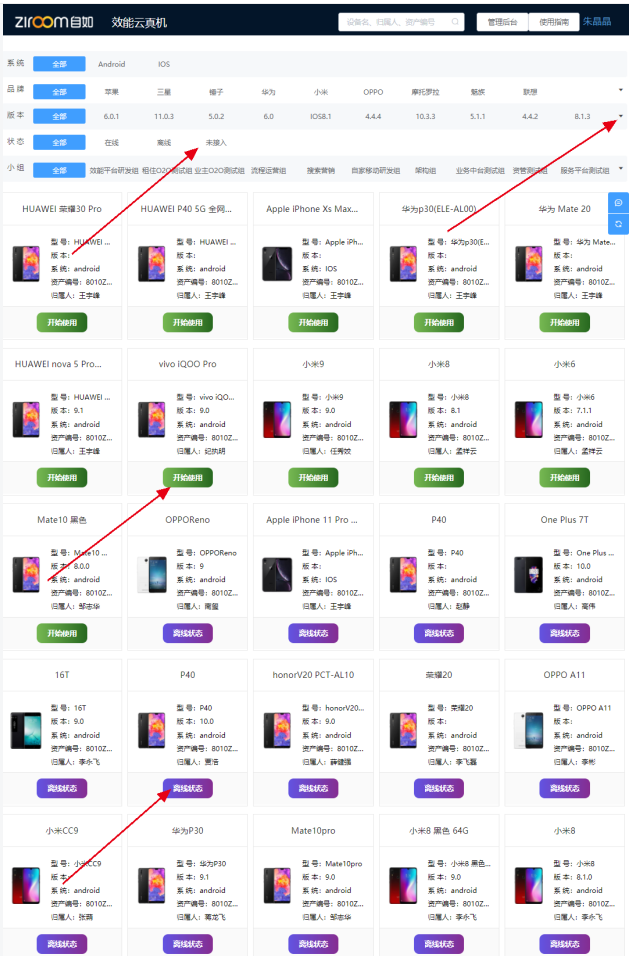 ziroom自如 效能云真机 设备名、归属人、资产编号 管理后台 使用指南 朱晶晶
系统 全部 Android IOS
品牌 全部 苹果 三星 锤子 华为 小米 OPPO 摩托罗拉 魅族 联想
版本 全部 6.0.1 11.0.3 5.0.2 6.0 IOS8.1 4.4.4 10.3.3 5.1.1 4.4.2 8.1.3
状态 全部 在线 离线 未接入
小组 全部 效能平台研发组 租住O2O测试组 业主O2O测试组 流程运营组 搜索营销 自家移动研发组 架构组 业务中台测试组 资管测试组 服务平台测试组
HUAWEI 荣耀30 Pro HUAWEI P40 5G 全网... Apple iPhone Xs Max... 华为p30(ELE-AL00) 华为 Mate 20
型号: HUAWEI ... 型号: HUAWEI ... 型号: Apple iPh... 型号: 华为p30(E... 型号: 华为 Mate...
版本: 版本: 版本: 版本: 版本:
系统: android 系统: android 系统: IOS 系统: android 系统: android
资产编号: 8010Z... 资产编号: 8010Z... 资产编号: 8010Z... 资产编号: 8010Z... 资产编号: 8010Z...
归属人: 王宇峰 归属人: 王宇峰 归属人: 王宇峰 归属人: 王宇峰 归属人: 王宇峰
开始使用 开始使用 开始使用 开始使用 开始使用
HUAWEI nova 5 Pro... vivo iQOO Pro 小米9 小米8 小米6
型号: HUAWEI ... 型号: vivo iQO... 型号: 小米9 型号: 小米8 型号: 小米6
版本: 9.1 版本: 9.0 版本: 9.0 版本: 8.1 版本: 7.1.1
系统: android 系统: android 系统: android 系统: android 系统: android
资产编号: 8010Z... 资产编号: 8010Z... 资产编号: 8010Z... 资产编号: 8010Z... 资产编号: 8010Z...
归属人: 王宇峰 归属人: 纪执明 归属人: 任秀姣 归属人: 孟祥云 归属人: 孟祥云
开始使用 开始使用 开始使用 开始使用 开始使用
Mate10 黑色 OPPOReno Apple iPhone 11 Pro ... P40 One Plus 7T
型号: Mate10 ... 型号: OPPOReno 型号: Apple iPh... 型号: P40 型号: One Plus ...
版本: 8.0.0 版本: 9 版本: 版本: 版本: 10.0
系统: android 系统: android 系统: IOS 系统: android 系统: android
资产编号: 8010Z... 资产编号: 8010Z... 资产编号: 8010Z... 资产编号: 8010Z... 资产编号: 8010Z...
归属人: 邹志华 归属人: 归属人: 王宇峰 归属人: 赵静 归属人: 高伟
开始使用 离线状态 离线状态 离线状态 离线状态
16T P40 honorV20 PCT-AL10 荣耀20 OPPO A11
型号: 16T 型号: P40 型号: honorV20... 型号: 荣耀20 型号: OPPO A11
版本: 9.0 版本: 10.0 版本: 9.0 版本: 版本:
系统: android 系统: android 系统: android 系统: android 系统: android
资产编号: 8010Z... 资产编号: 8010Z... 资产编号: 8010Z... 资产编号: 8010Z... 资产编号: 8010Z...
归属人: 李永飞 归属人: 贾浩 归属人: 薛健强 归属人: 李飞磊 归属人: 李彬
离线状态 离线状态 离线状态 离线状态 离线状态
小米CC9 华为P30 Mate10pro 小米8 黑色 64G 小米8
型号: 小米CC9 型号: 华为P30 型号: Mate10pro 型号: 小米8 黑色... 型号: 小米8
版本: 版本: 9.1 版本: 9.0 版本: 9.0 版本: 8.1.0
系统: android 系统: android 系统: android 系统: android 系统: android
资产编号: 8010Z... 资产编号: 8010Z... 资产编号: 8010Z... 资产编号: 8010Z... 资产编号: 8010Z...
归属人: 张萌 归属人: 蒋龙飞 归属人: 邹志华 归属人: 李永飞 归属人: 李永飞
离线状态 离线状态 离线状态 离线状态 离线状态